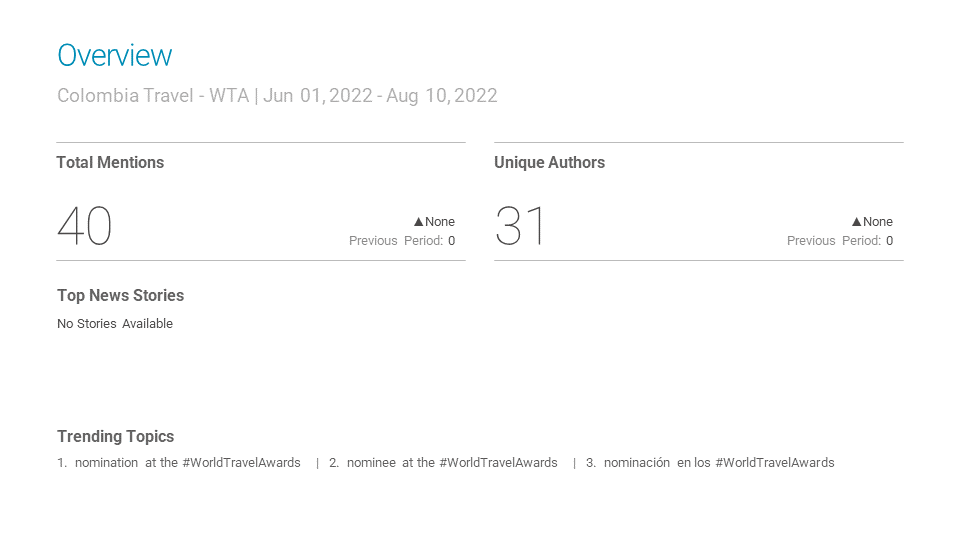 Overview
Colombia Travel - WTA | Jun 01, 2022 - Aug 10, 2022
Total Mentions
40
▲None
Previous Period: 0
Unique Authors
31
▲None
Previous Period: 0
Top News Stories
No Stories Available
Trending Topics
1. nomination at the #WorldTravelAwards | 2. nominee at the #WorldTravelAwards | 3. nominación en los #WorldTravelAwards